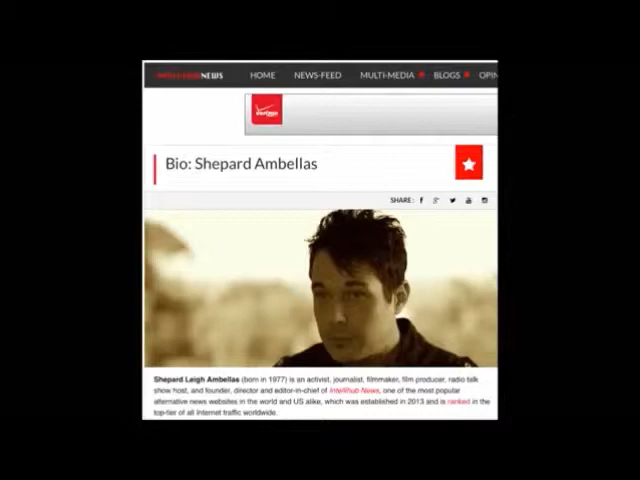 NEWS HOME NEWS-FEED MULTI-MEDIA BLOGS OPIN
verizon
Bio: Shepard Ambellas
SHARE:
Shepard Leigh Ambellas (born in 1977) is an activist, journalist, filmmaker, film producer, radio talk
show host, and founder, director and editor-in-chief of Intellihub News, one of the most popular
alternative news websites in the world and US alike, which was established in 2013 and is ranked in the
top-tier of all Internet traffic worldwide.